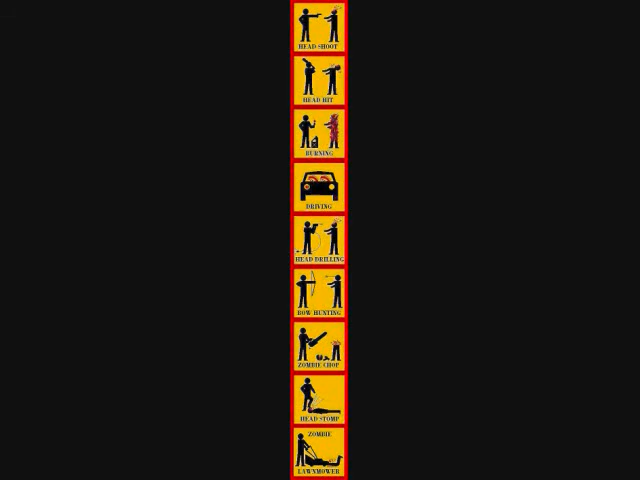 HEAD SHOOT
HEAD HIT
BURNING
DRIVING
HEAD DRILLING
BOW HUNTING
ZOMBIE CHOP
HEAD STOMP
ZOMBIE
LAWNMOWER